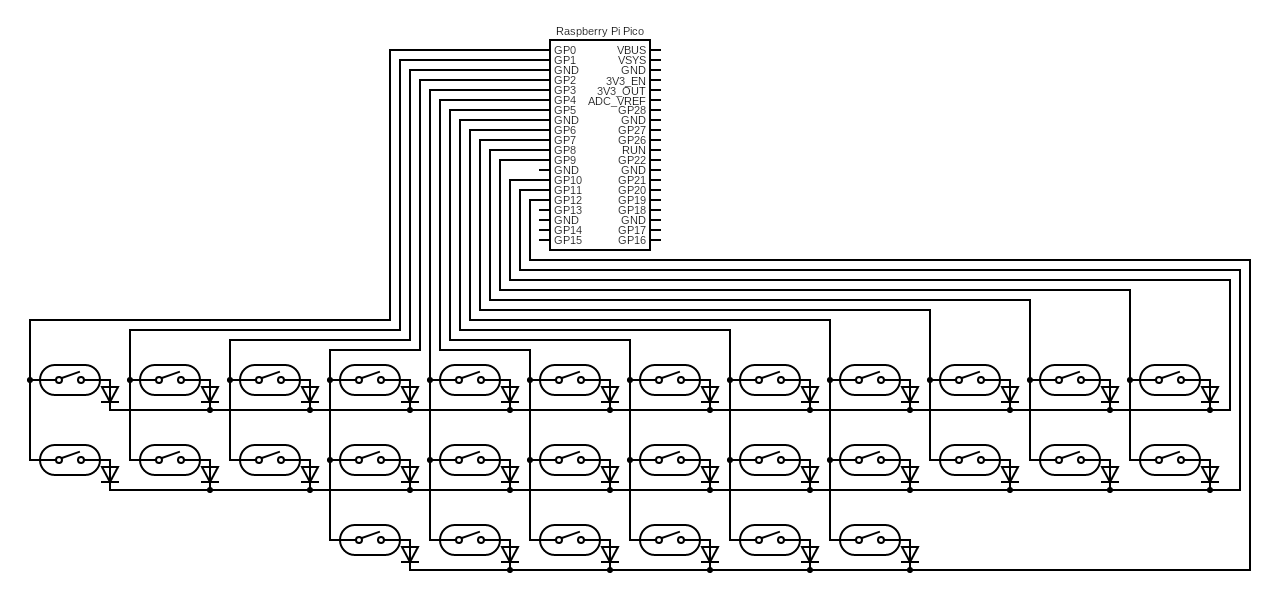 Raspberry Pi Pico
GP0 VBUS
GP1 VSYS
GND GND
GP2 3V3_EN
GP3 3V3_OUT
GP4 ADC_VREF
GP5 GP28
GND GND
GP6 GP27
GP7 GP26
GP8 RUN
GP9 GP22
GND GND
GP10 GP21
GP11 GP20
GP12 GP19
GP13 GP18
GND GND
GP14 GP17
GP15 GP16